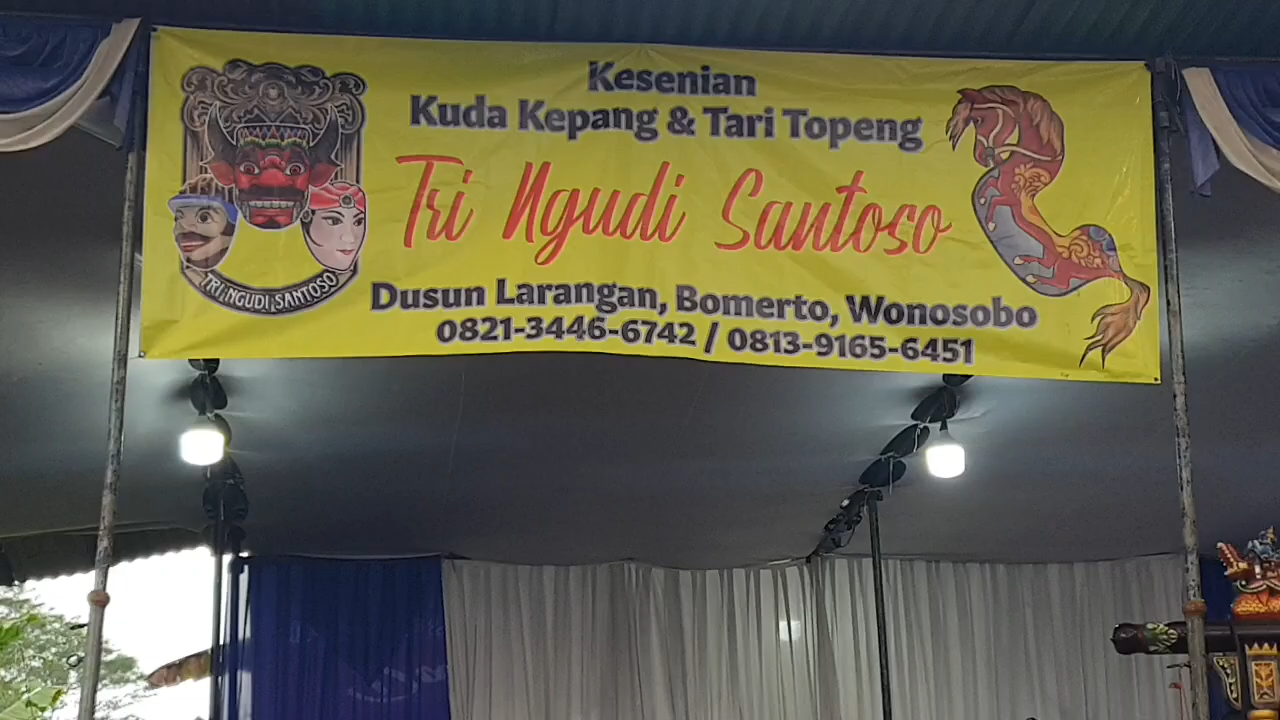 Kesenian
Kuda Kepang & Tari Topeng
Tri Ngudi Santoso
TRI NGUDI SANTOSO
Dusun Larangan, Bomerto, Wonosobo
0821-3446-6742 / 0813-9165-6451